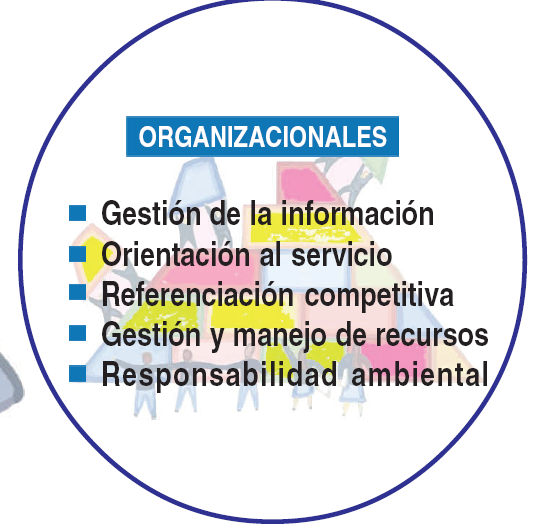 ORGANIZACIONALES
Gestión de la información
Orientación al servicio
Referenciación competitiva
Gestión y manejo de recursos
Responsabilidad ambiental